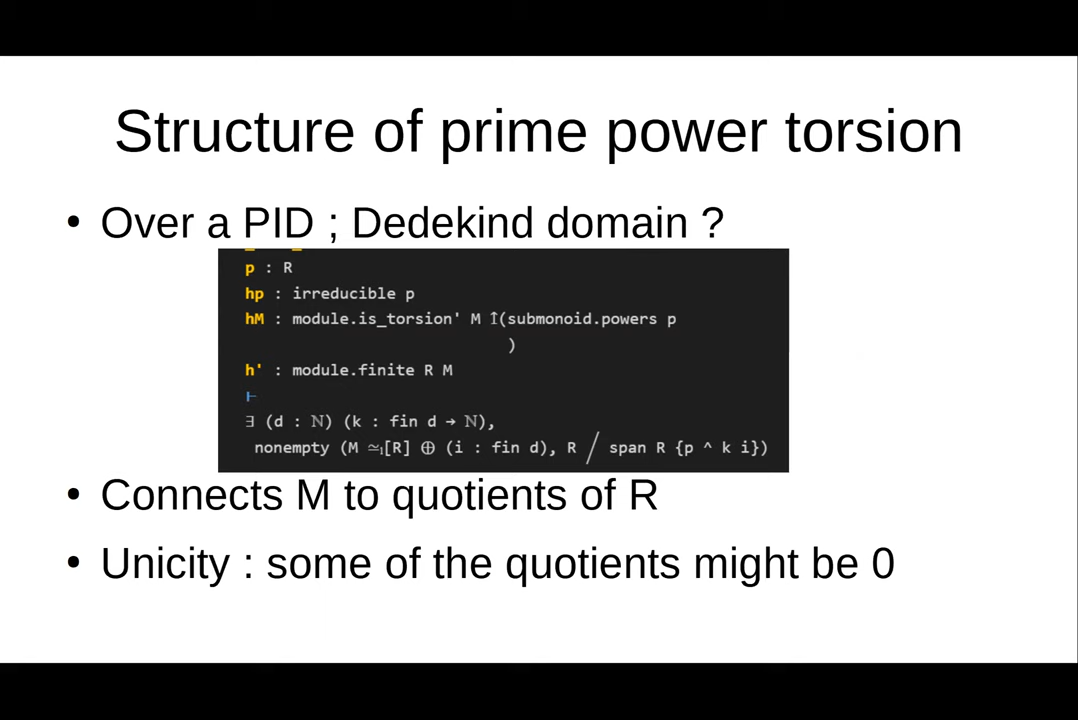 Structure of prime power torsion
• Over a PID ; Dedekind domain ?
p : R
hp : irreducible p
hM : module.is_torsion' M ↥(submonoid.powers p
)
h' : module.finite R M
⊢
∃ (d : ℕ) (k : fin d → ℕ),
nonempty (M ≃ₗ[R] ⨁ (i : fin d), R ╱ span R {p ^ k i})
• Connects M to quotients of R
• Unicity : some of the quotients might be 0